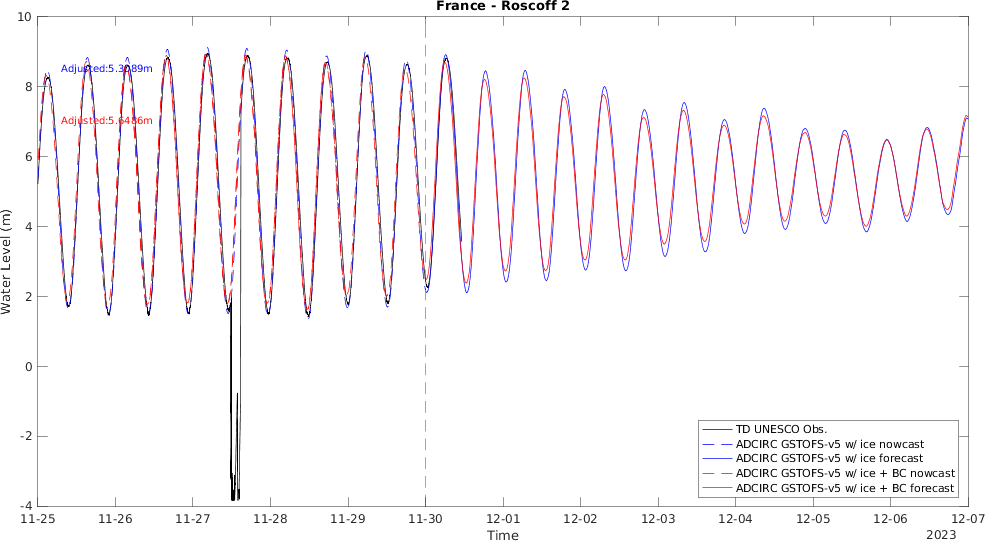 France - Roscoff 2
10
8
6
4
2
0
-2
-4
Water Level (m)
Adjusted:5.3989m
Adjusted:5.6486m
TD UNESCO Obs.
ADCIRC GSTOFS-v5 w/ ice nowcast
ADCIRC GSTOFS-v5 w/ ice forecast
ADCIRC GSTOFS-v5 w/ ice + BC nowcast
ADCIRC GSTOFS-v5 w/ ice + BC forecast
11-25 11-26 11-27 11-28 11-29 11-30 12-01 12-02 12-03 12-04 12-05 12-06 12-07
Time
2023